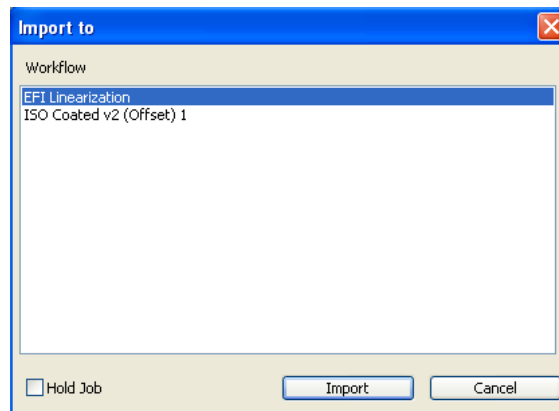 Import to
Workflow
EFI Linearization
ISO Coated v2 (Offset) 1
Hold Job
Import
Cancel